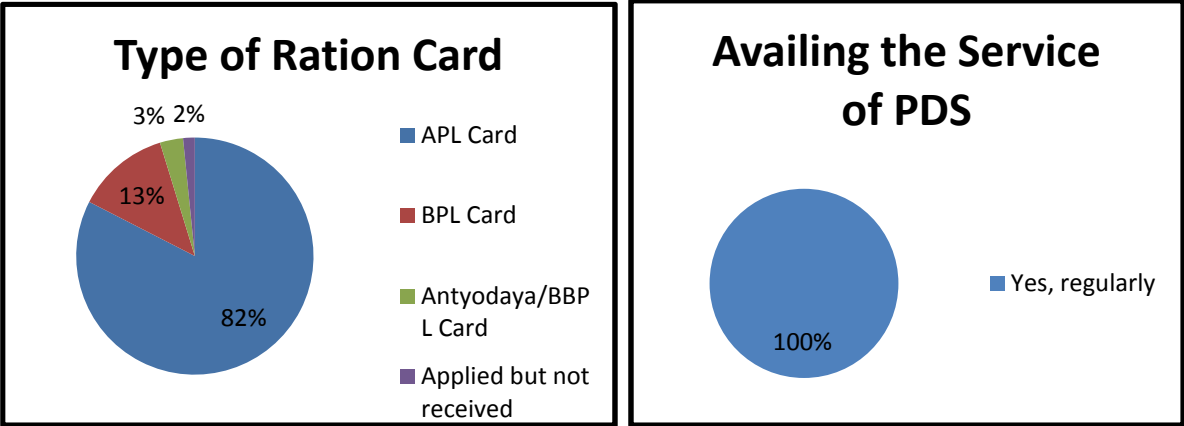 Type of Ration Card
3% 2%
13%
82%
APL Card
BPL Card
Antyodaya/BBP
L Card
Applied but not
received
Availing the Service
of PDS
100%
Yes, regularly